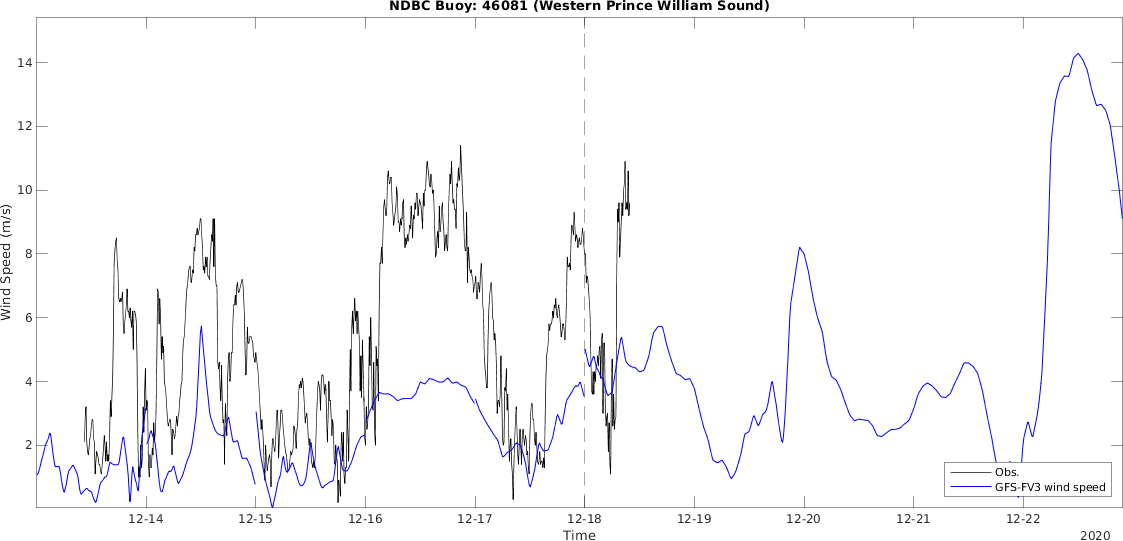 NDBC Buoy: 46081 (Western Prince William Sound)
14
12
10
8
6
4
2
Wind Speed (m/s)
Obs.
GFS-FV3 wind speed
12-14 12-15 12-16 12-17 12-18 12-19 12-20 12-21 12-22
Time
2020